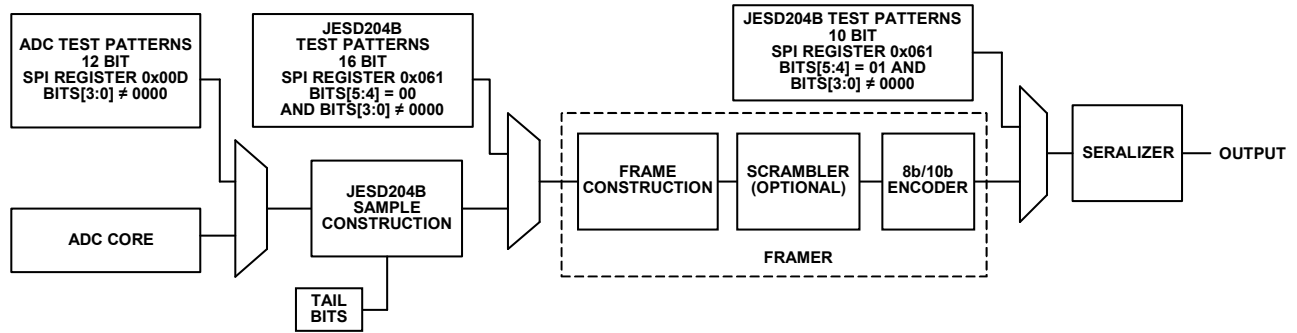 ADC TEST PATTERNS
12 BIT
SPI REGISTER 0x00D
BITS[3:0] ≠ 0000
JESD204B
TEST PATTERNS
16 BIT
SPI REGISTER 0x061
BITS[5:4] = 00
AND BITS[3:0] ≠ 0000
JESD204B TEST PATTERNS
10 BIT
SPI REGISTER 0x061
BITS[5:4] = 01 AND
BITS[3:0] ≠ 0000
ADC CORE
JESD204B
SAMPLE
CONSTRUCTION
TAIL
BITS
FRAME
CONSTRUCTION
SCRAMBLER
(OPTIONAL)
8b/10b
ENCODER
FRAMER
SERALIZER
OUTPUT